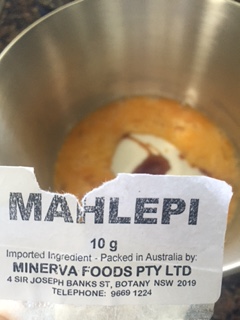 MAHLEPI
10 g
Imported Ingredient - Packed in Australia by:
MINERVA FOODS PTY LTD
4 SIR JOSEPH BANKS ST, BOTANY NSW 2019
TELEPHONE: 9669 1224